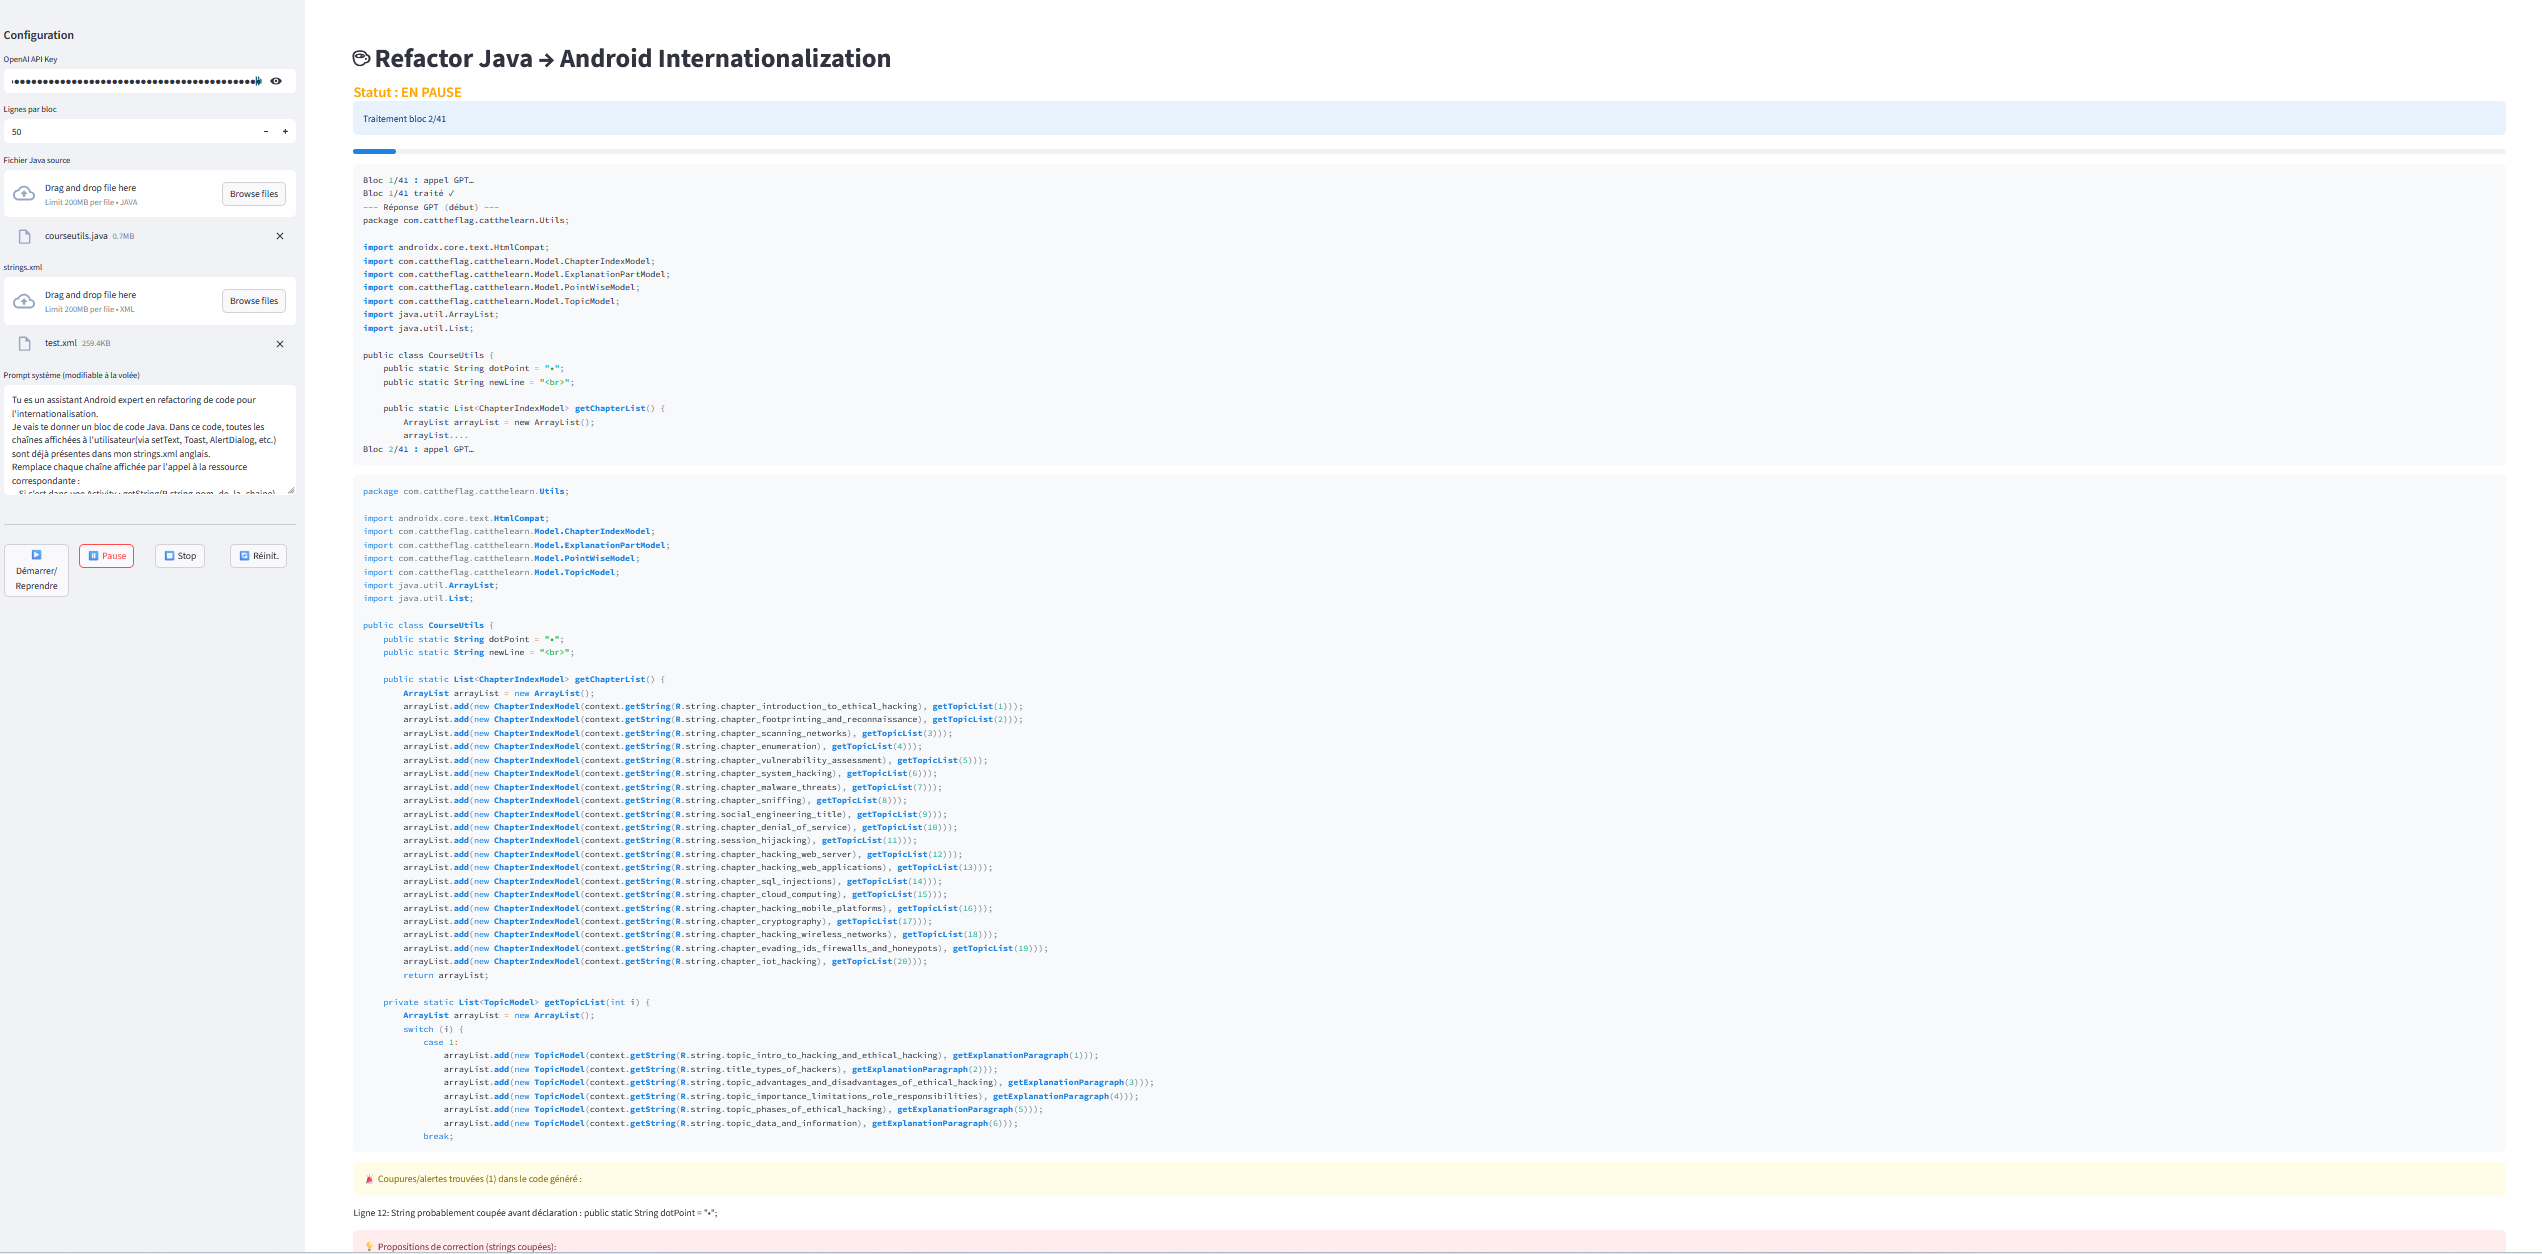 Configuration
OpenAI API Key
Lignes par bloc
50
Fichier Java source
Drag and drop file here
Limit 200MB per file • JAVA
Browse files
courseutils.java 0.7MB
strings.xml
Drag and drop file here
Limit 200MB per file • XML
Browse files
test.xml 259.4KB
Prompt système (modifiable à la volée)
Tu es un assistant Android expert en refactoring de code pour
l'internationalisation.
Je vais te donner un bloc de code Java. Dans ce code, toutes les
chaînes affichées à l'utilisateur(via setText, Toast, AlertDialog, etc.)
sont déjà présentes dans mon strings.xml anglais.
Remplace chaque chaîne affichée par l'appel à la ressource
correspondante :
- Si c'est dans une Activity : getString(R.string.nom_de_la_chaine)
Démarrer/
Reprendre
Pause
Stop
Réinit.
Refactor Java → Android Internationalization
Statut : EN PAUSE
Traitement bloc 2/41
Bloc 1/41 : appel GPT…
Bloc 1/41 traité ✓
--- Réponse GPT (début) ---
package com.cattheflag.catthelearn.Utils;
import androidx.core.text.HtmlCompat;
import com.cattheflag.catthelearn.Model.ChapterIndexModel;
import com.cattheflag.catthelearn.Model.ExplanationPartModel;
import com.cattheflag.catthelearn.Model.PointWiseModel;
import com.cattheflag.catthelearn.Model.TopicModel;
import java.util.ArrayList;
import java.util.List;
public class CourseUtils {
public static String dotPoint = "•";
public static String newLine = "<br>";
public static List<ChapterIndexModel> getChapterList() {
ArrayList arrayList = new ArrayList();
arrayList....
Bloc 2/41 : appel GPT…
package com.cattheflag.catthelearn.Utils;
import androidx.core.text.HtmlCompat;
import com.cattheflag.catthelearn.Model.ChapterIndexModel;
import com.cattheflag.catthelearn.Model.ExplanationPartModel;
import com.cattheflag.catthelearn.Model.PointWiseModel;
import com.cattheflag.catthelearn.Model.TopicModel;
import java.util.ArrayList;
import java.util.List;
public class CourseUtils {
public static String dotPoint = "•";
public static String newLine = "<br>";
public static List<ChapterIndexModel> getChapterList() {
ArrayList arrayList = new ArrayList();
arrayList.add(new ChapterIndexModel(context.getString(R.string.chapter_introduction_to_ethical_hacking), getTopicList(1)));
arrayList.add(new ChapterIndexModel(context.getString(R.string.chapter_footprinting_and_reconnaissance), getTopicList(2)));
arrayList.add(new ChapterIndexModel(context.getString(R.string.chapter_scanning_networks), getTopicList(3)));
arrayList.add(new ChapterIndexModel(context.getString(R.string.chapter_enumeration), getTopicList(4)));
arrayList.add(new ChapterIndexModel(context.getString(R.string.chapter_vulnerability_assessment), getTopicList(5)));
arrayList.add(new ChapterIndexModel(context.getString(R.string.chapter_system_hacking), getTopicList(6)));
arrayList.add(new ChapterIndexModel(context.getString(R.string.chapter_malware_threats), getTopicList(7)));
arrayList.add(new ChapterIndexModel(context.getString(R.string.chapter_sniffing), getTopicList(8)));
arrayList.add(new ChapterIndexModel(context.getString(R.string.social_engineering_title), getTopicList(9)));
arrayList.add(new ChapterIndexModel(context.getString(R.string.chapter_denial_of_service), getTopicList(10)));
arrayList.add(new ChapterIndexModel(context.getString(R.string.session_hijacking), getTopicList(11)));
arrayList.add(new ChapterIndexModel(context.getString(R.string.chapter_hacking_web_server), getTopicList(12)));
arrayList.add(new ChapterIndexModel(context.getString(R.string.chapter_hacking_web_applications), getTopicList(13)));
arrayList.add(new ChapterIndexModel(context.getString(R.string.chapter_sql_injections), getTopicList(14)));
arrayList.add(new ChapterIndexModel(context.getString(R.string.chapter_cloud_computing), getTopicList(15)));
arrayList.add(new ChapterIndexModel(context.getString(R.string.chapter_hacking_mobile_platforms), getTopicList(16)));
arrayList.add(new ChapterIndexModel(context.getString(R.string.chapter_cryptography), getTopicList(17)));
arrayList.add(new ChapterIndexModel(context.getString(R.string.chapter_hacking_wireless_networks), getTopicList(18)));
arrayList.add(new ChapterIndexModel(context.getString(R.string.chapter_evading_ids_firewalls_and_honeypots), getTopicList(19)));
arrayList.add(new ChapterIndexModel(context.getString(R.string.chapter_iot_hacking), getTopicList(20)));
return arrayList;
private static List<TopicModel> getTopicList(int i) {
ArrayList arrayList = new ArrayList();
switch (i) {
case 1:
arrayList.add(new TopicModel(context.getString(R.string.topic_intro_to_hacking_and_ethical_hacking), getExplanationParagraph(1)));
arrayList.add(new TopicModel(context.getString(R.string.title_types_of_hackers), getExplanationParagraph(2)));
arrayList.add(new TopicModel(context.getString(R.string.topic_advantages_and_disadvantages_of_ethical_hacking), getExplanationParagraph(3)));
arrayList.add(new TopicModel(context.getString(R.string.topic_importance_limitations_role_responsibilities), getExplanationParagraph(4)));
arrayList.add(new TopicModel(context.getString(R.string.topic_phases_of_ethical_hacking), getExplanationParagraph(5)));
arrayList.add(new TopicModel(context.getString(R.string.topic_data_and_information), getExplanationParagraph(6)));
break;
Coupures/alertes trouvées (1) dans le code généré :
Ligne 12: String probablement coupée avant déclaration : public static String dotPoint = "•";
Propositions de correction (strings coupées):